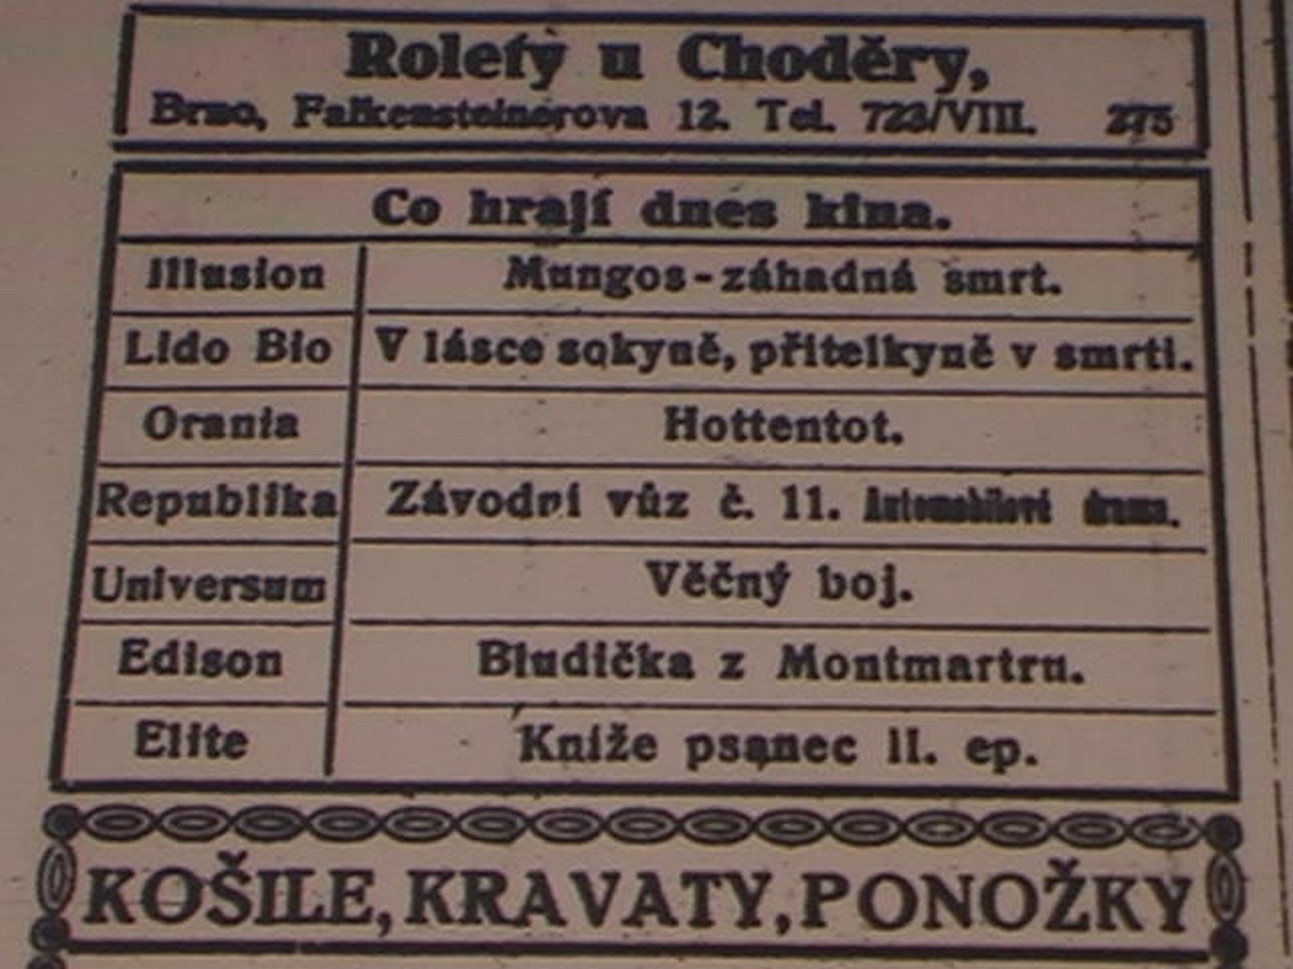 Rolety u Choděry,
Brno, Falkensteinerova 12. Tel. 723/VIII. 275
Co hrají dnes kina.
Illusion Mungos-záhadná smrt.
Lido Bio V lásce sokyně, přítelkyně v smrti.
Orania Hottentot.
Republika Závodní vůz č. 11. Automobilové drama.
Universum Věčný boj.
Edison Bludička z Montmartru.
Elite Kníže psanec II. ep.
KOŠILE, KRAVATY, PONOŽKY